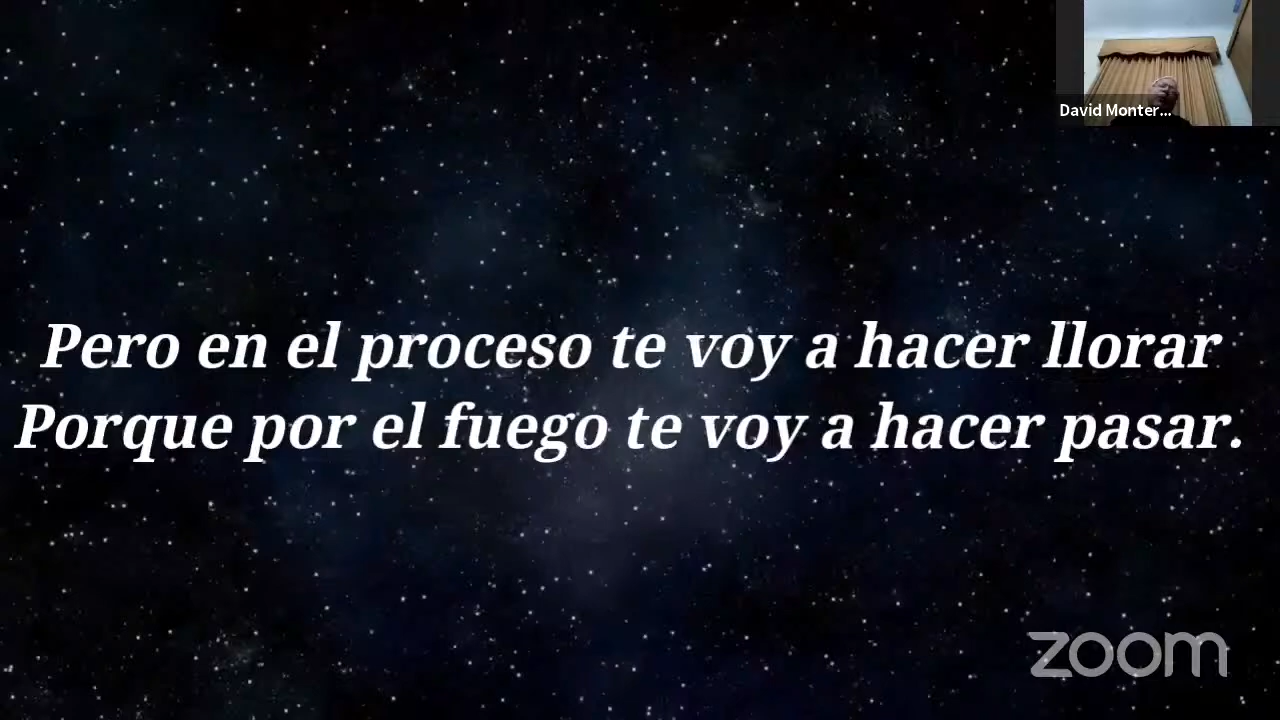 David Monter...
Pero en el proceso te voy a hacer llorar
Porque por el fuego te voy a hacer pasar.
zoom